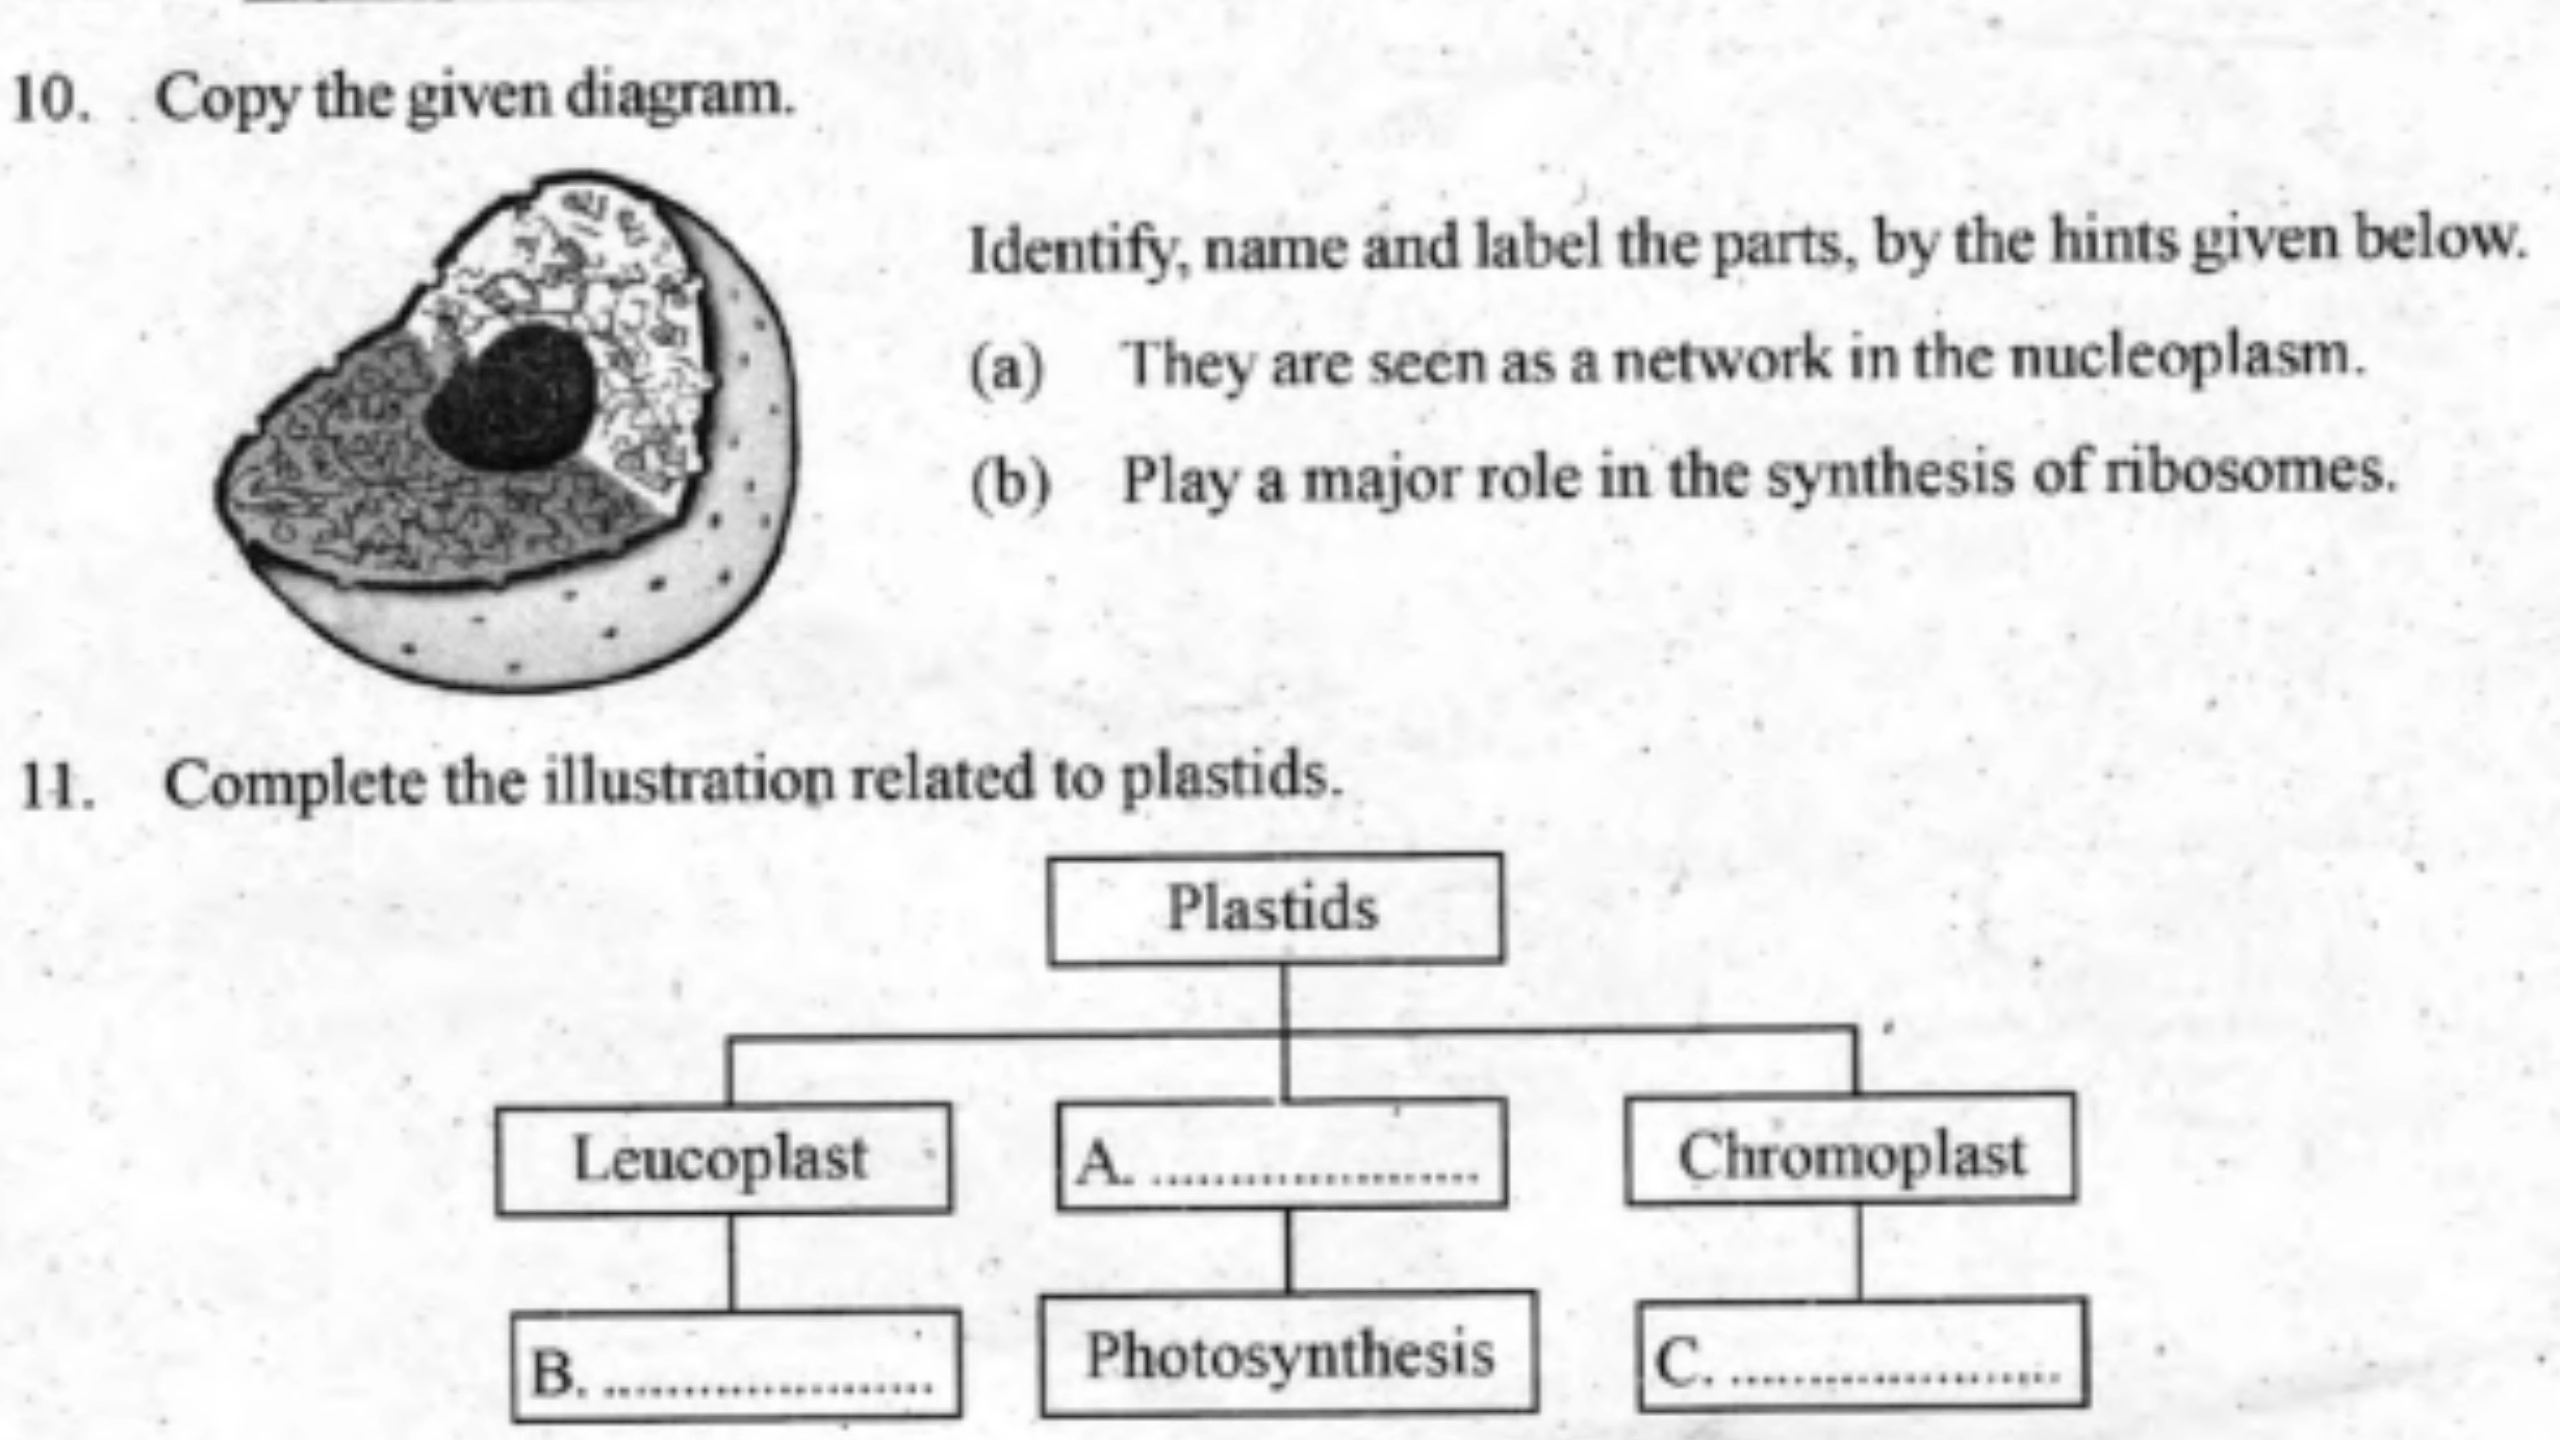 10. Copy the given diagram.
Identify, name and label the parts, by the hints given below.
(a) They are seen as a network in the nucleoplasm.
(b) Play a major role in the synthesis of ribosomes.
11. Complete the illustration related to plastids.
Plastids
Leucoplast A. ........................ Chromoplast
B. ........................ Photosynthesis C. ........................